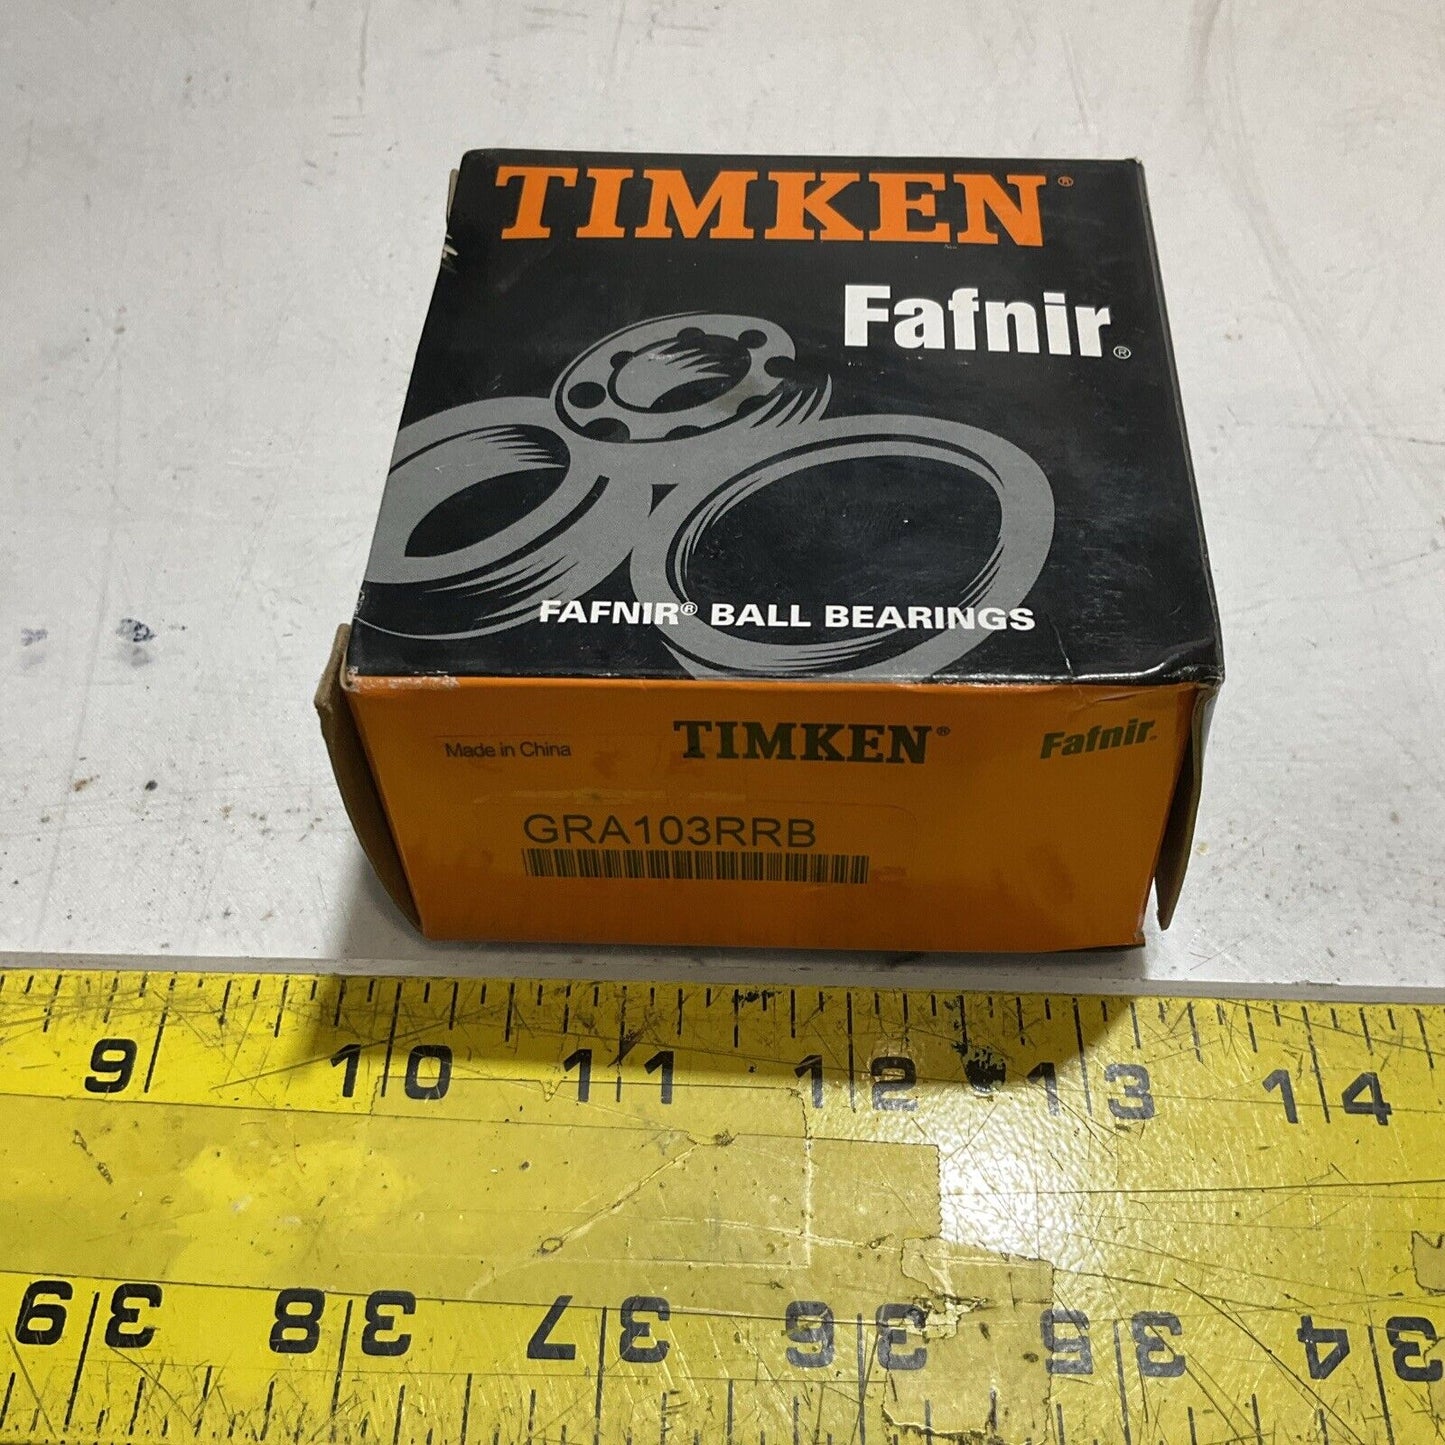 TIMKEN®
Fafnir®
FAFNIR® BALL BEARINGS
Made in China
TIMKEN®
Fafnir®
GRA103RRB
9 10 11 12 13 14
39 38 37 36 35 34